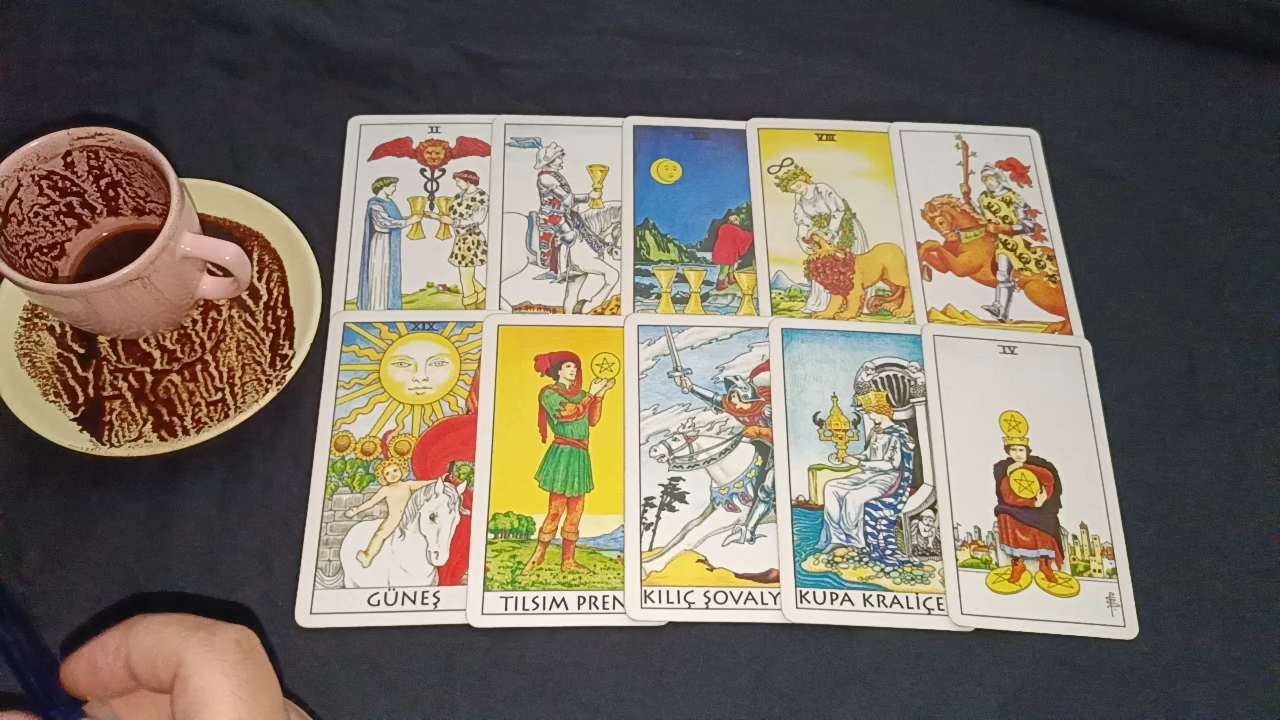 II
VIII
XIX
IV
GÜNEŞ
TILSIM PREN
KILIÇ ŞOVALY
KUPA KRALİÇE